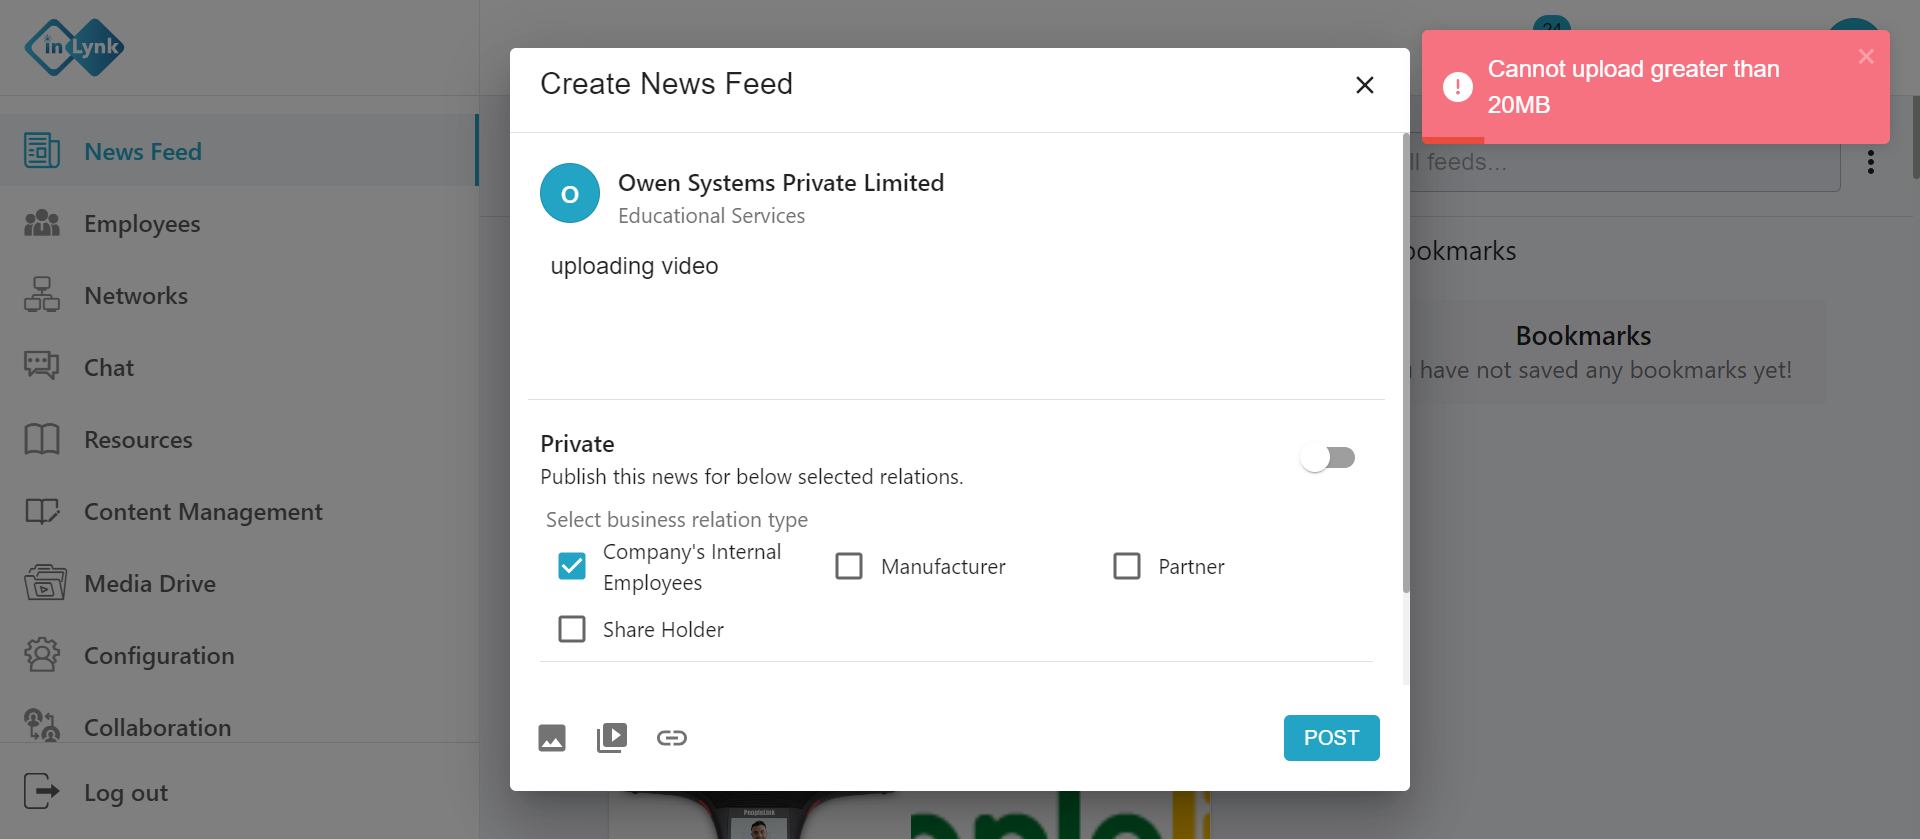 inLynk
24
Create News Feed
Cannot upload greater than
20MB
News Feed
ll feeds...
Owen Systems Private Limited
O
Educational Services
Employees
ookmarks
uploading video
Networks
Bookmarks
have not saved any bookmarks yet!
Chat
Resources
Private
Publish this news for below selected relations.
Content Management
Select business relation type
Company's Internal
Employees
Manufacturer
Partner
Media Drive
Share Holder
Configuration
Collaboration
POST
Log out
PeopleLink